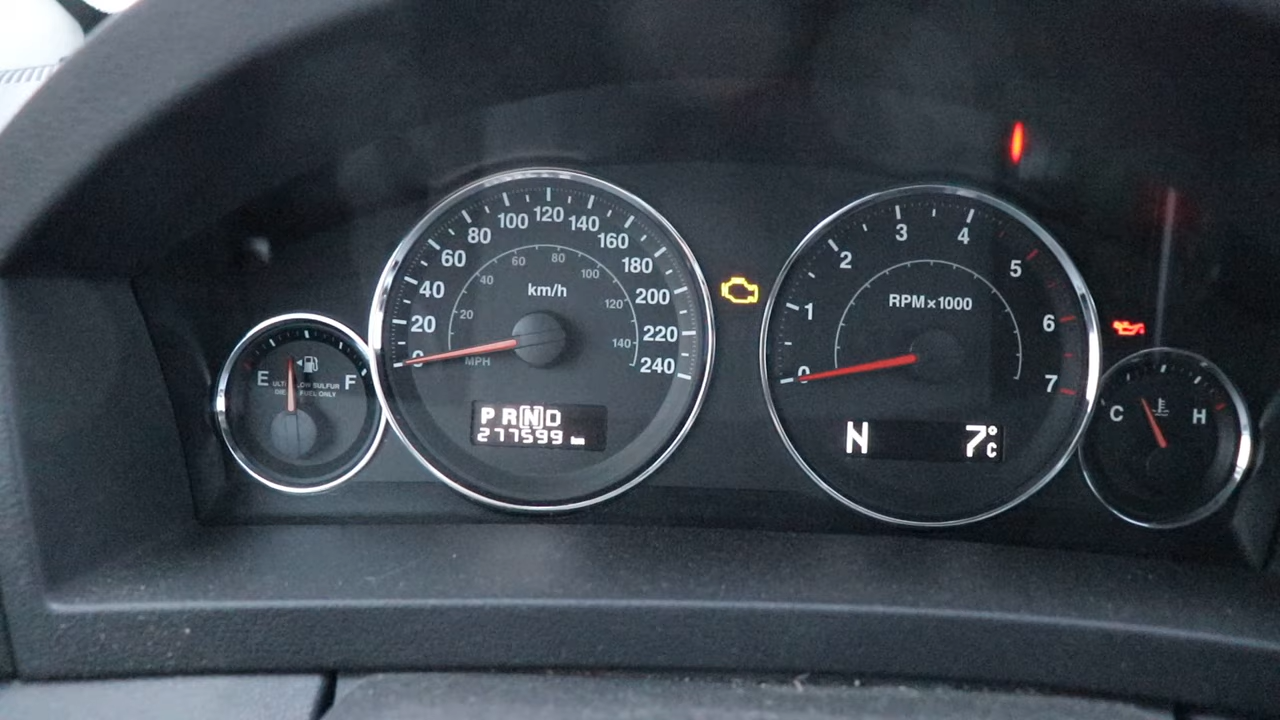 E F
ULTRA LOW SULFUR
DIESEL FUEL ONLY
0 20 40 60 80 100 120 140 160 180 200 220 240
20 40 60 80 100 120 140
km/h
MPH
P R N D
277599 km
0 1 2 3 4 5 6 7
RPM×1000
N 7°C
C H